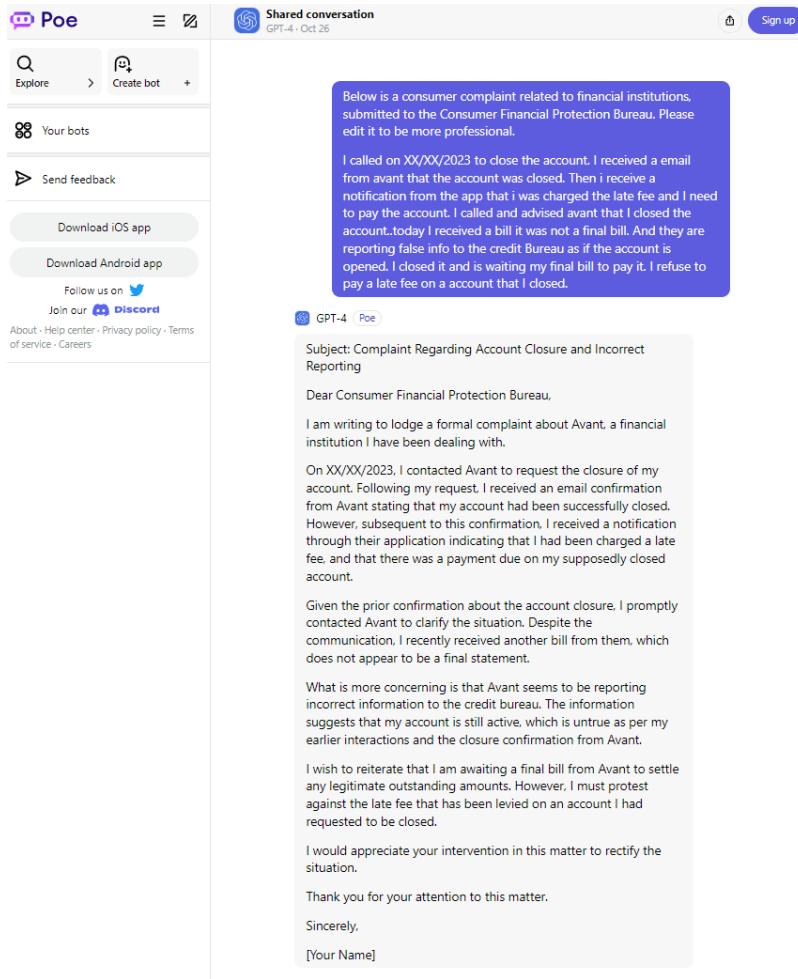 Poe
Explore
Create bot +
Your bots
Send feedback
Download iOS app
Download Android app
Follow us on
Join our Discord
About · Help center · Privacy policy · Terms
of service · Careers
Shared conversation
GPT-4 · Oct 26
Sign up
Below is a consumer complaint related to financial institutions,
submitted to the Consumer Financial Protection Bureau. Please
edit it to be more professional.
I called on XX/XX/2023 to close the account. I received a email
from avant that the account was closed. Then i receive a
notification from the app that i was charged the late fee and I need
to pay the account. I called and advised avant that I closed the
account..today I received a bill it was not a final bill. And they are
reporting false info to the credit Bureau as if the account is
opened. I closed it and is waiting my final bill to pay it. I refuse to
pay a late fee on a account that I closed.
GPT-4 Poe
Subject: Complaint Regarding Account Closure and Incorrect
Reporting
Dear Consumer Financial Protection Bureau,
I am writing to lodge a formal complaint about Avant, a financial
institution I have been dealing with.
On XX/XX/2023, I contacted Avant to request the closure of my
account. Following my request, I received an email confirmation
from Avant stating that my account had been successfully closed.
However, subsequent to this confirmation, I received a notification
through their application indicating that I had been charged a late
fee, and that there was a payment due on my supposedly closed
account.
Given the prior confirmation about the account closure, I promptly
contacted Avant to clarify the situation. Despite the
communication, I recently received another bill from them, which
does not appear to be a final statement.
What is more concerning is that Avant seems to be reporting
incorrect information to the credit bureau. The information
suggests that my account is still active, which is untrue as per my
earlier interactions and the closure confirmation from Avant.
I wish to reiterate that I am awaiting a final bill from Avant to settle
any legitimate outstanding amounts. However, I must protest
against the late fee that has been levied on an account I had
requested to be closed.
I would appreciate your intervention in this matter to rectify the
situation.
Thank you for your attention to this matter.
Sincerely,
[Your Name]